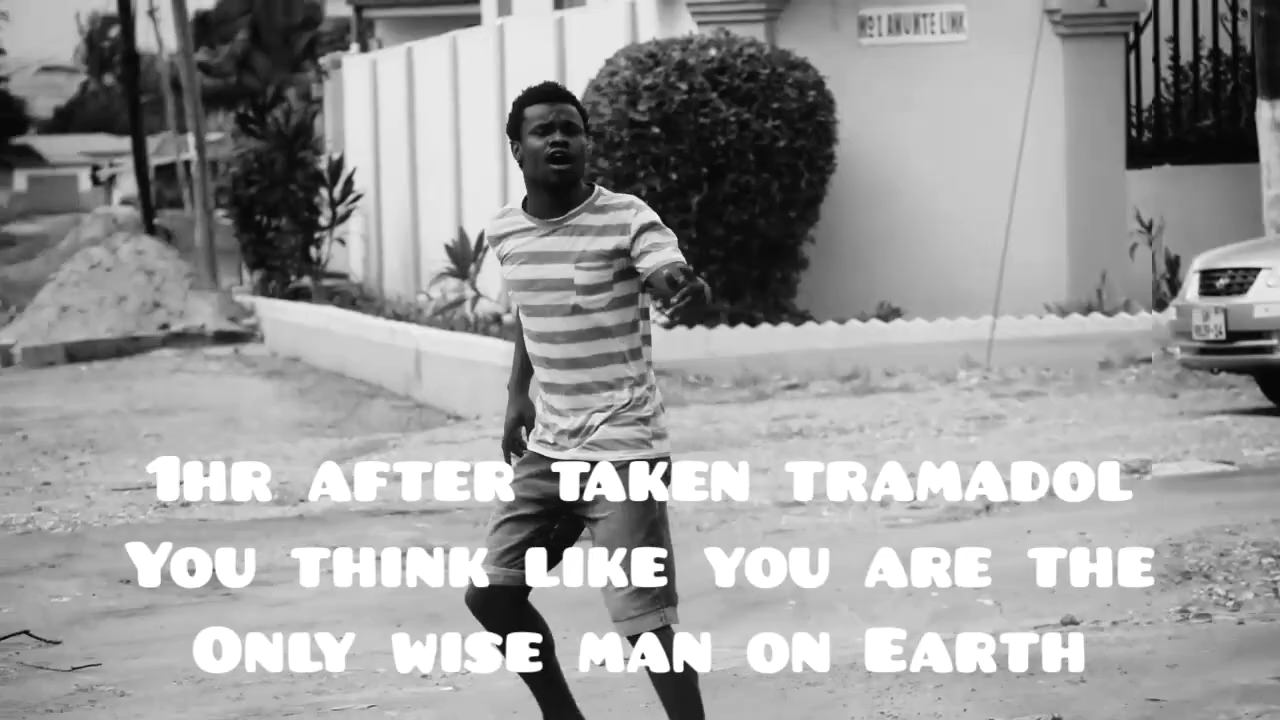 1hr after taken tramadol
You think like you are the
Only wise man on Earth